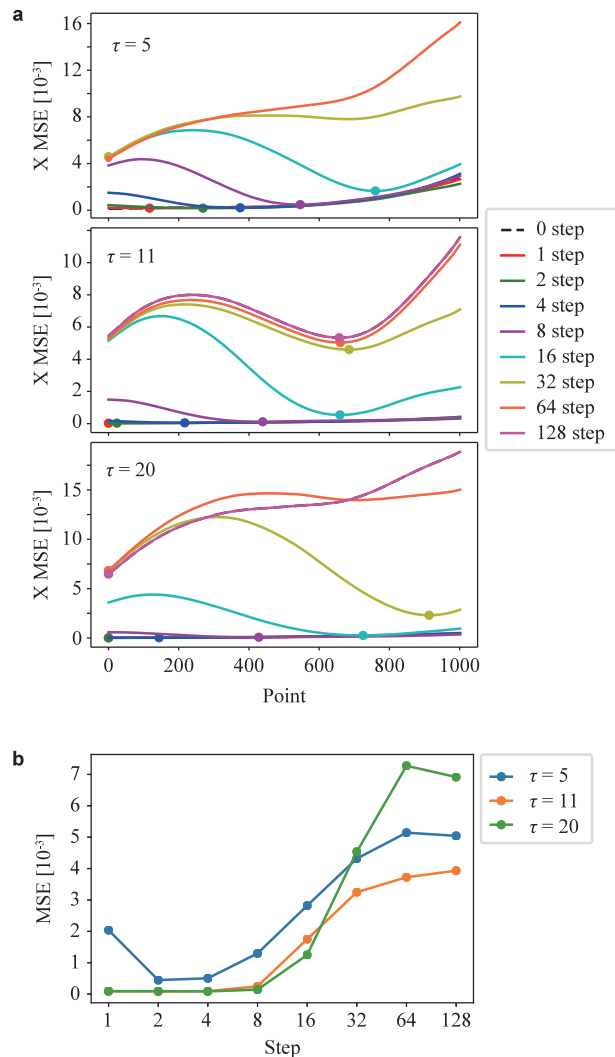 a
τ = 5
X MSE [10⁻³]
16
12
8
4
0
τ = 11
X MSE [10⁻³]
10
8
6
4
2
0
τ = 20
X MSE [10⁻³]
15
10
5
0
0 200 400 600 800 1000
Point
0 step
1 step
2 step
4 step
8 step
16 step
32 step
64 step
128 step
b
MSE [10⁻³]
7
6
5
4
3
2
1
0
1 2 4 8 16 32 64 128
Step
τ = 5
τ = 11
τ = 20